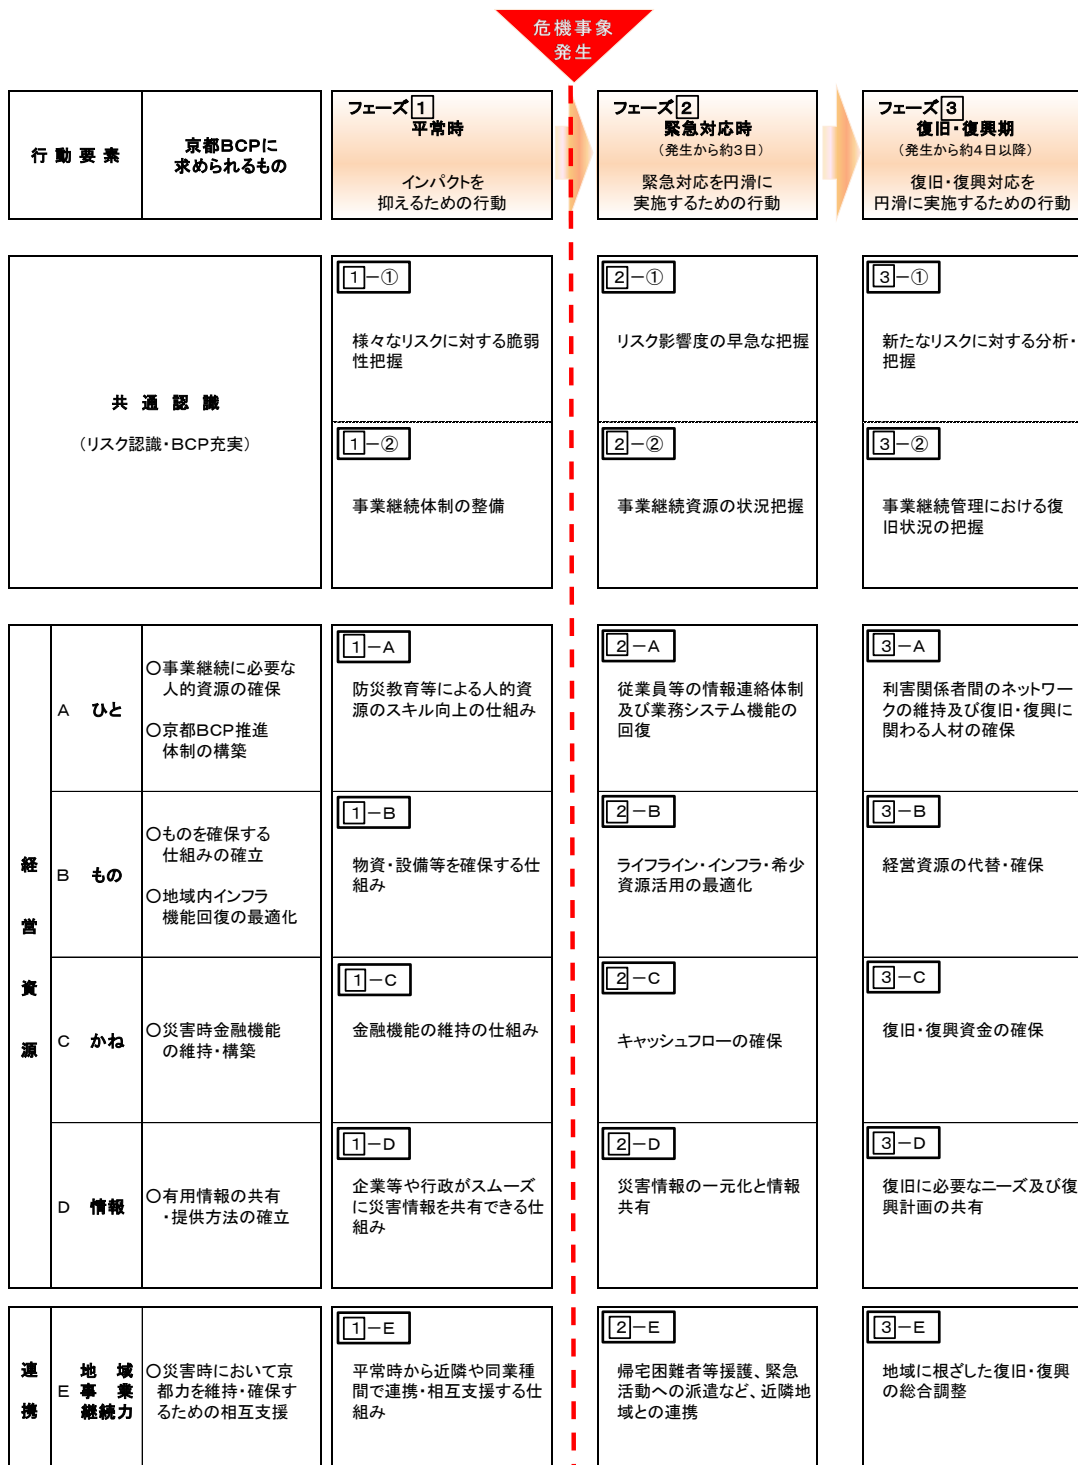 危機事象
発生
行動要素
京都BCPに
求められるもの
フェーズ1
平常時
インパクトを
抑えるための行動
フェーズ2
緊急対応時
（発生から約3日）
緊急対応を円滑に
実施するための行動
フェーズ3
復旧・復興期
（発生から約4日以降）
復旧・復興対応を
円滑に実施するための行動
共通認識
（リスク認識・BCP充実）
1－①
様々なリスクに対する脆弱
性把握
2－①
リスク影響度の早急な把握
3－①
新たなリスクに対する分析・
把握
1－②
事業継続体制の整備
2－②
事業継続資源の状況把握
3－②
事業継続管理における復
旧状況の把握
経営資源
A ひと
○事業継続に必要な
人的資源の確保
○京都BCP推進
体制の構築
1－A
防災教育等による人的資
源のスキル向上の仕組み
2－A
従業員等の情報連絡体制
及び業務システム機能の
回復
3－A
利害関係者間のネットワー
クの維持及び復旧・復興に
関わる人材の確保
B もの
○ものを確保する
仕組みの確立
○地域内インフラ
機能回復の最適化
1－B
物資・設備等を確保する仕
組み
2－B
ライフライン・インフラ・希少
資源活用の最適化
3－B
経営資源の代替・確保
C かね
○災害時金融機能
の維持・構築
1－C
金融機能の維持の仕組み
2－C
キャッシュフローの確保
3－C
復旧・復興資金の確保
D 情報
○有用情報の共有
・提供方法の確立
1－D
企業等や行政がスムーズ
に災害情報を共有できる仕
組み
2－D
災害情報の一元化と情報
共有
3－D
復旧に必要なニーズ及び復
興計画の共有
連携
E
地域
事業
継続力
○災害時において京
都力を維持・確保す
るための相互支援
1－E
平常時から近隣や同業種
間で連携・相互支援する仕
組み
2－E
帰宅困難者等援護、緊急
活動への派遣など、近隣地
域との連携
3－E
地域に根ざした復旧・復興
の総合調整